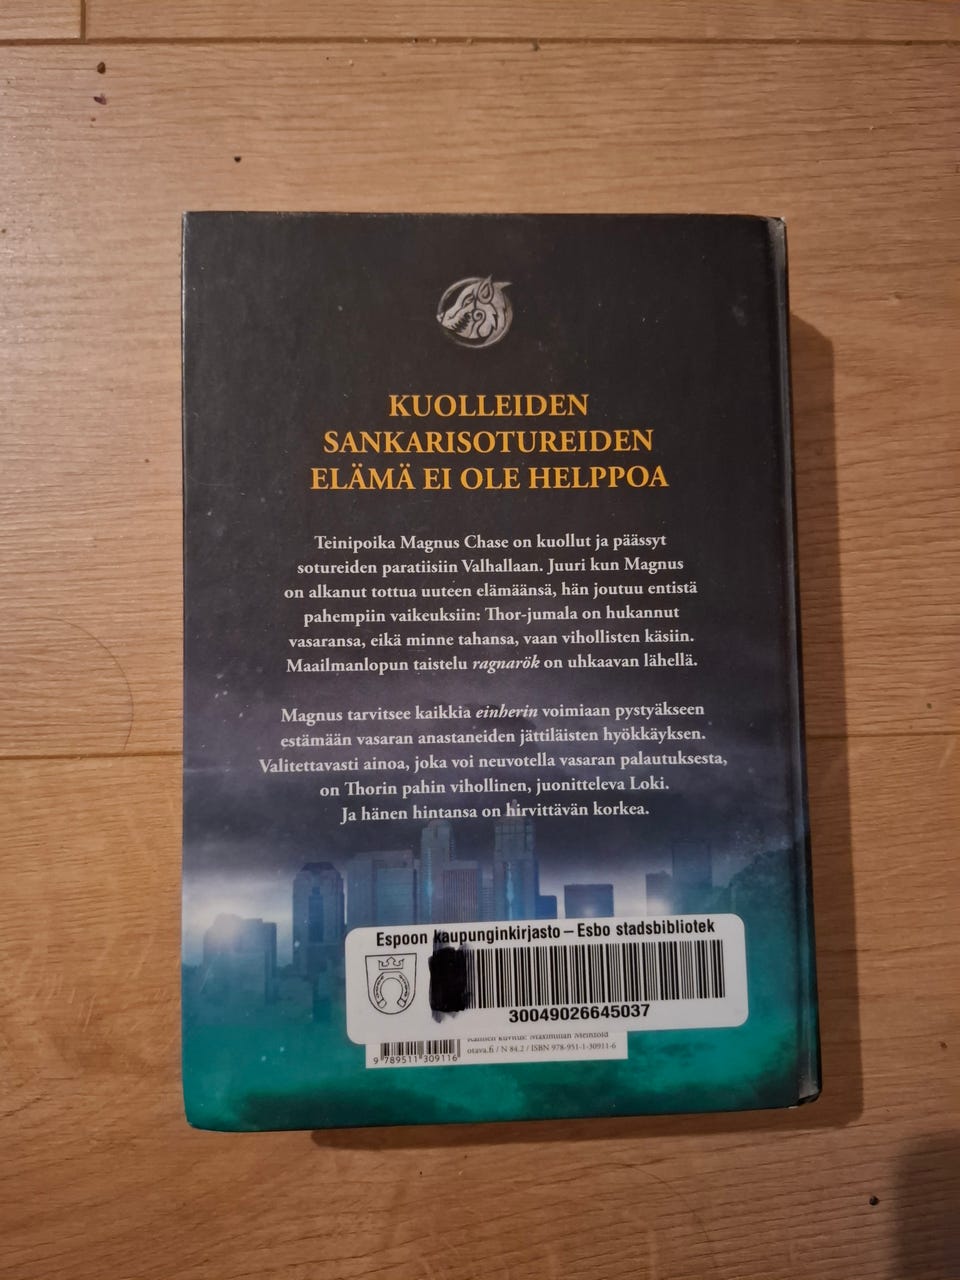 KUOLLEIDEN
SANKARISOTUREIDEN
ELÄMÄ EI OLE HELPPOA
Teinipoika Magnus Chase on kuollut ja päässyt
sotureiden paratiisiin Valhallaan. Juuri kun Magnus
on alkanut tottua uuteen elämäänsä, hän joutuu entistä
pahempiin vaikeuksiin: Thor-jumala on hukannut
vasaransa, eikä minne tahansa, vaan vihollisten käsiin.
Maailmanlopun taistelu ragnarök on uhkaavan lähellä.
Magnus tarvitsee kaikkia einherin voimiaan pystyäkseen
estämään vasaran anastaneiden jättiläisten hyökkäyksen.
Valitettavasti ainoa, joka voi neuvotella vasaran palautuksesta,
on Thorin pahin vihollinen, juonitteleva Loki.
Ja hänen hintansa on hirvittävän korkea.
Espoon kaupunginkirjasto – Esbo stadsbibliotek
30049026645037
Kannen kuvitus: Maximilian Meinzold
otava.fi / N 84.2 / ISBN 978-951-1-30911-6
9 789511 309116